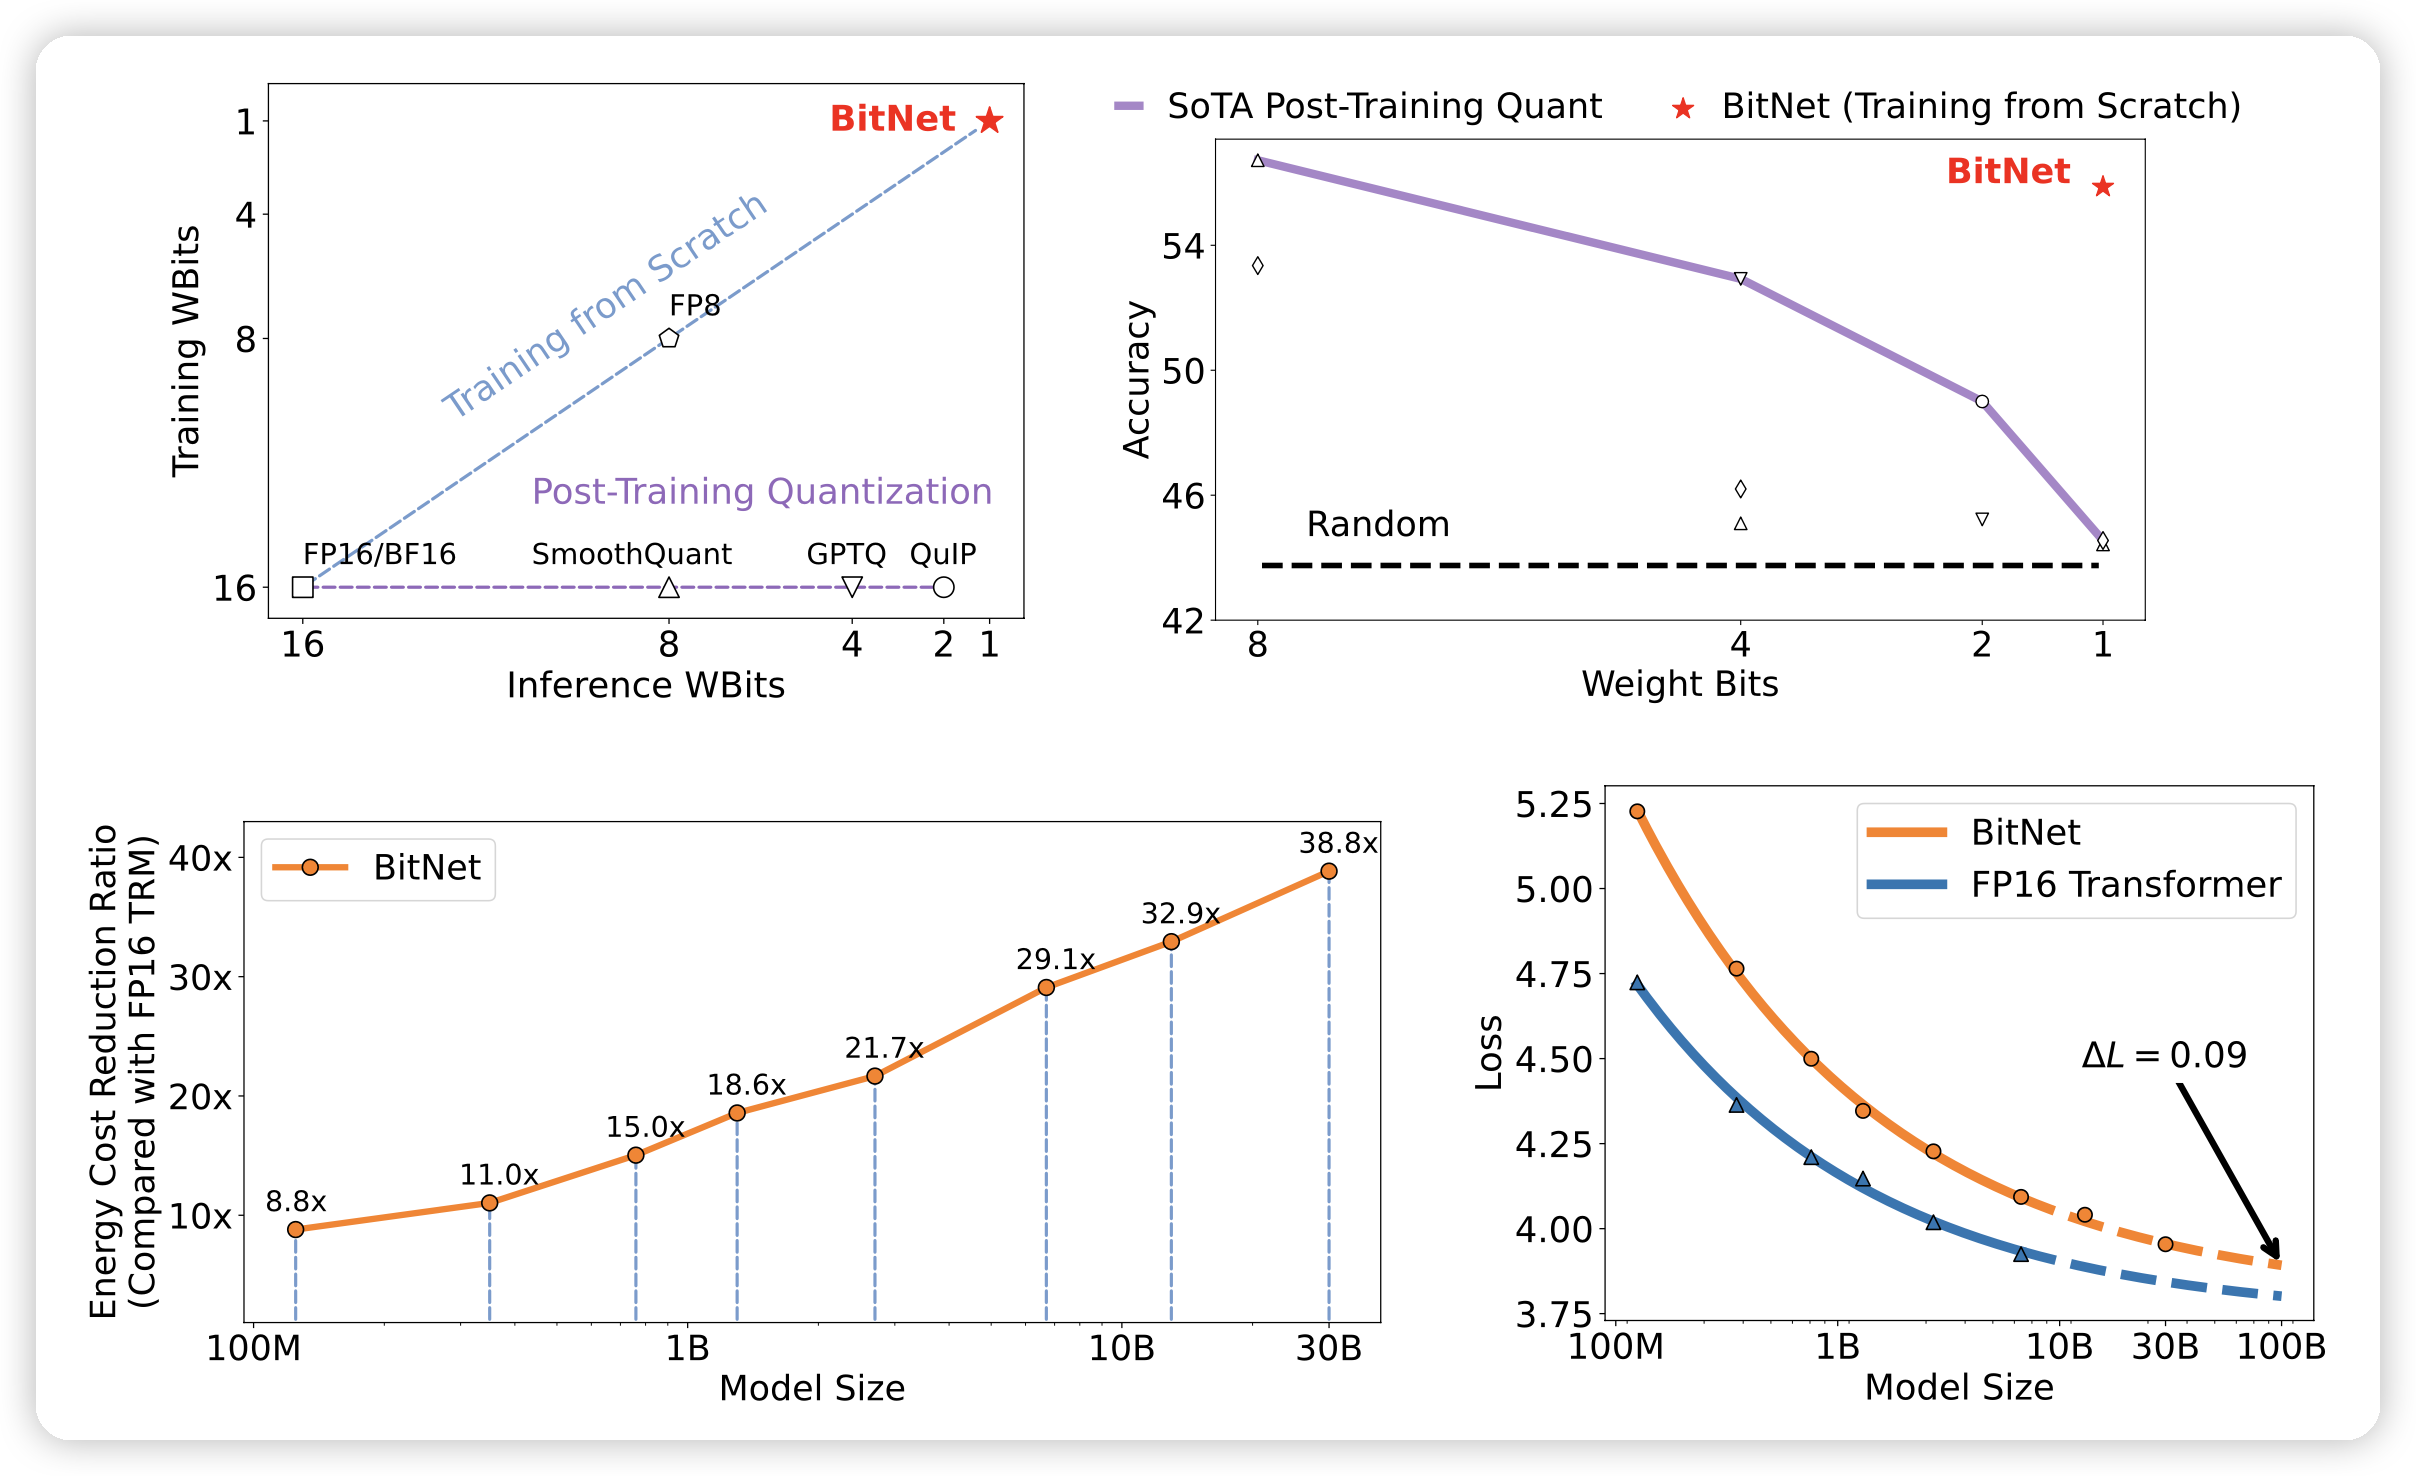 1
4
8
16
Training WBits
BitNet
Training from Scratch
FP8
Post-Training Quantization
FP16/BF16 SmoothQuant GPTQ QuIP
16 8 4 2 1
Inference WBits
SoTA Post-Training Quant BitNet (Training from Scratch)
BitNet
54
50
46
42
Accuracy
Random
8 4 2 1
Weight Bits
Energy Cost Reduction Ratio
(Compared with FP16 TRM)
40x
30x
20x
10x
BitNet
8.8x
11.0x
15.0x
18.6x
21.7x
29.1x
32.9x
38.8x
100M 1B 10B 30B
Model Size
Loss
5.25
5.00
4.75
4.50
4.25
4.00
3.75
BitNet
FP16 Transformer
ΔL = 0.09
100M 1B 10B 30B 100B
Model Size